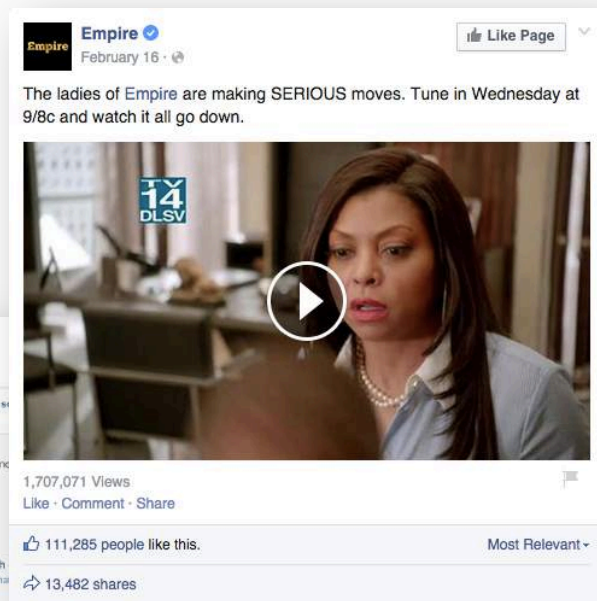 Empire
Empire
Like Page
February 16 ·
The ladies of Empire are making SERIOUS moves. Tune in Wednesday at
9/8c and watch it all go down.
TV
14
DLSV
1,707,071 Views
Like · Comment · Share
111,285 people like this.
Most Relevant
13,482 shares